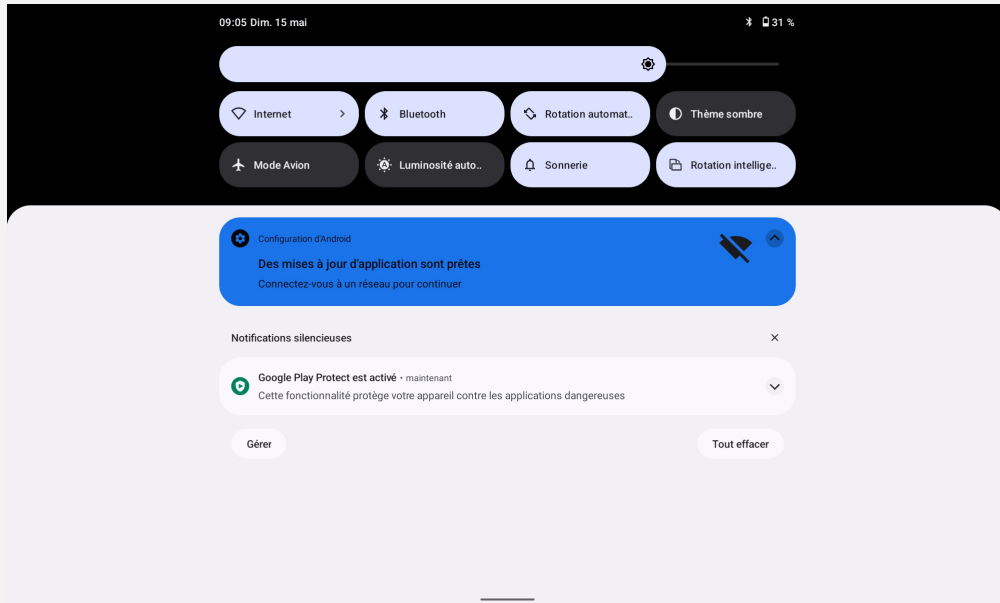 09:05 Dim. 15 mai
31 %
Internet
Bluetooth
Rotation automat..
Thème sombre
Mode Avion
Luminosité auto..
Sonnerie
Rotation intellige..
Configuration d'Android
Des mises à jour d'application sont prêtes
Connectez-vous à un réseau pour continuer
Notifications silencieuses
Google Play Protect est activé • maintenant
Cette fonctionnalité protège votre appareil contre les applications dangereuses
Gérer
Tout effacer